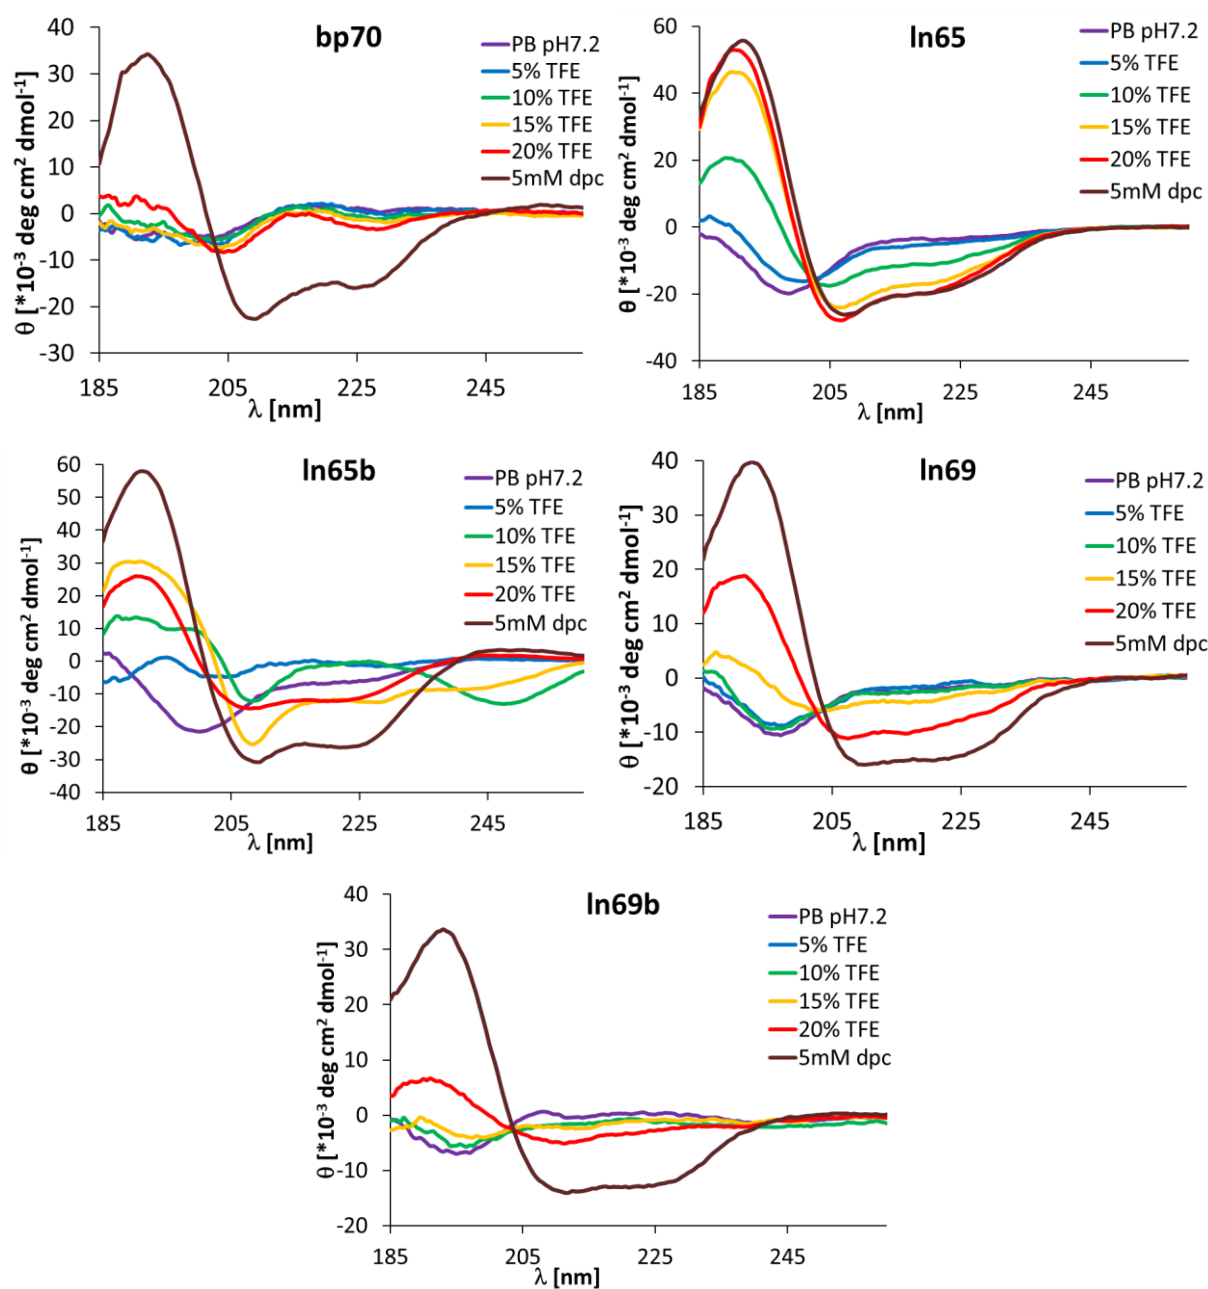 bp70
PB pH7.2
5% TFE
10% TFE
15% TFE
20% TFE
5mM dpc
θ [*10⁻³ deg cm² dmol⁻¹]
40
30
20
10
0
-10
-20
-30
185
205
225
245
λ [nm]
ln65
PB pH7.2
5% TFE
10% TFE
15% TFE
20% TFE
5mM dpc
θ [*10⁻³ deg cm² dmol⁻¹]
60
40
20
0
-20
-40
185
205
225
245
λ [nm]
ln65b
PB pH7.2
5% TFE
10% TFE
15% TFE
20% TFE
5mM dpc
θ [*10⁻³ deg cm² dmol⁻¹]
60
50
40
30
20
10
0
-10
-20
-30
-40
185
205
225
245
λ [nm]
ln69
PB pH7.2
5% TFE
10% TFE
15% TFE
20% TFE
5mM dpc
θ [*10⁻³ deg cm² dmol⁻¹]
40
30
20
10
0
-10
-20
185
205
225
245
λ [nm]
ln69b
PB pH7.2
5% TFE
10% TFE
15% TFE
20% TFE
5mM dpc
θ [*10⁻³ deg cm² dmol⁻¹]
40
30
20
10
0
-10
-20
185
205
225
245
λ [nm]